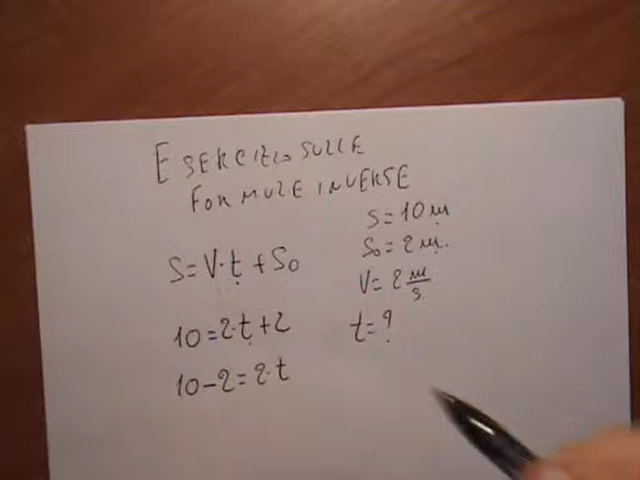 ESERCIZIO SULLE
FORMULE INVERSE
S=V·t+S₀
10=2·t+2
10-2=2·t
S=10 m
S₀=2 m.
V=2 m/s
t=?